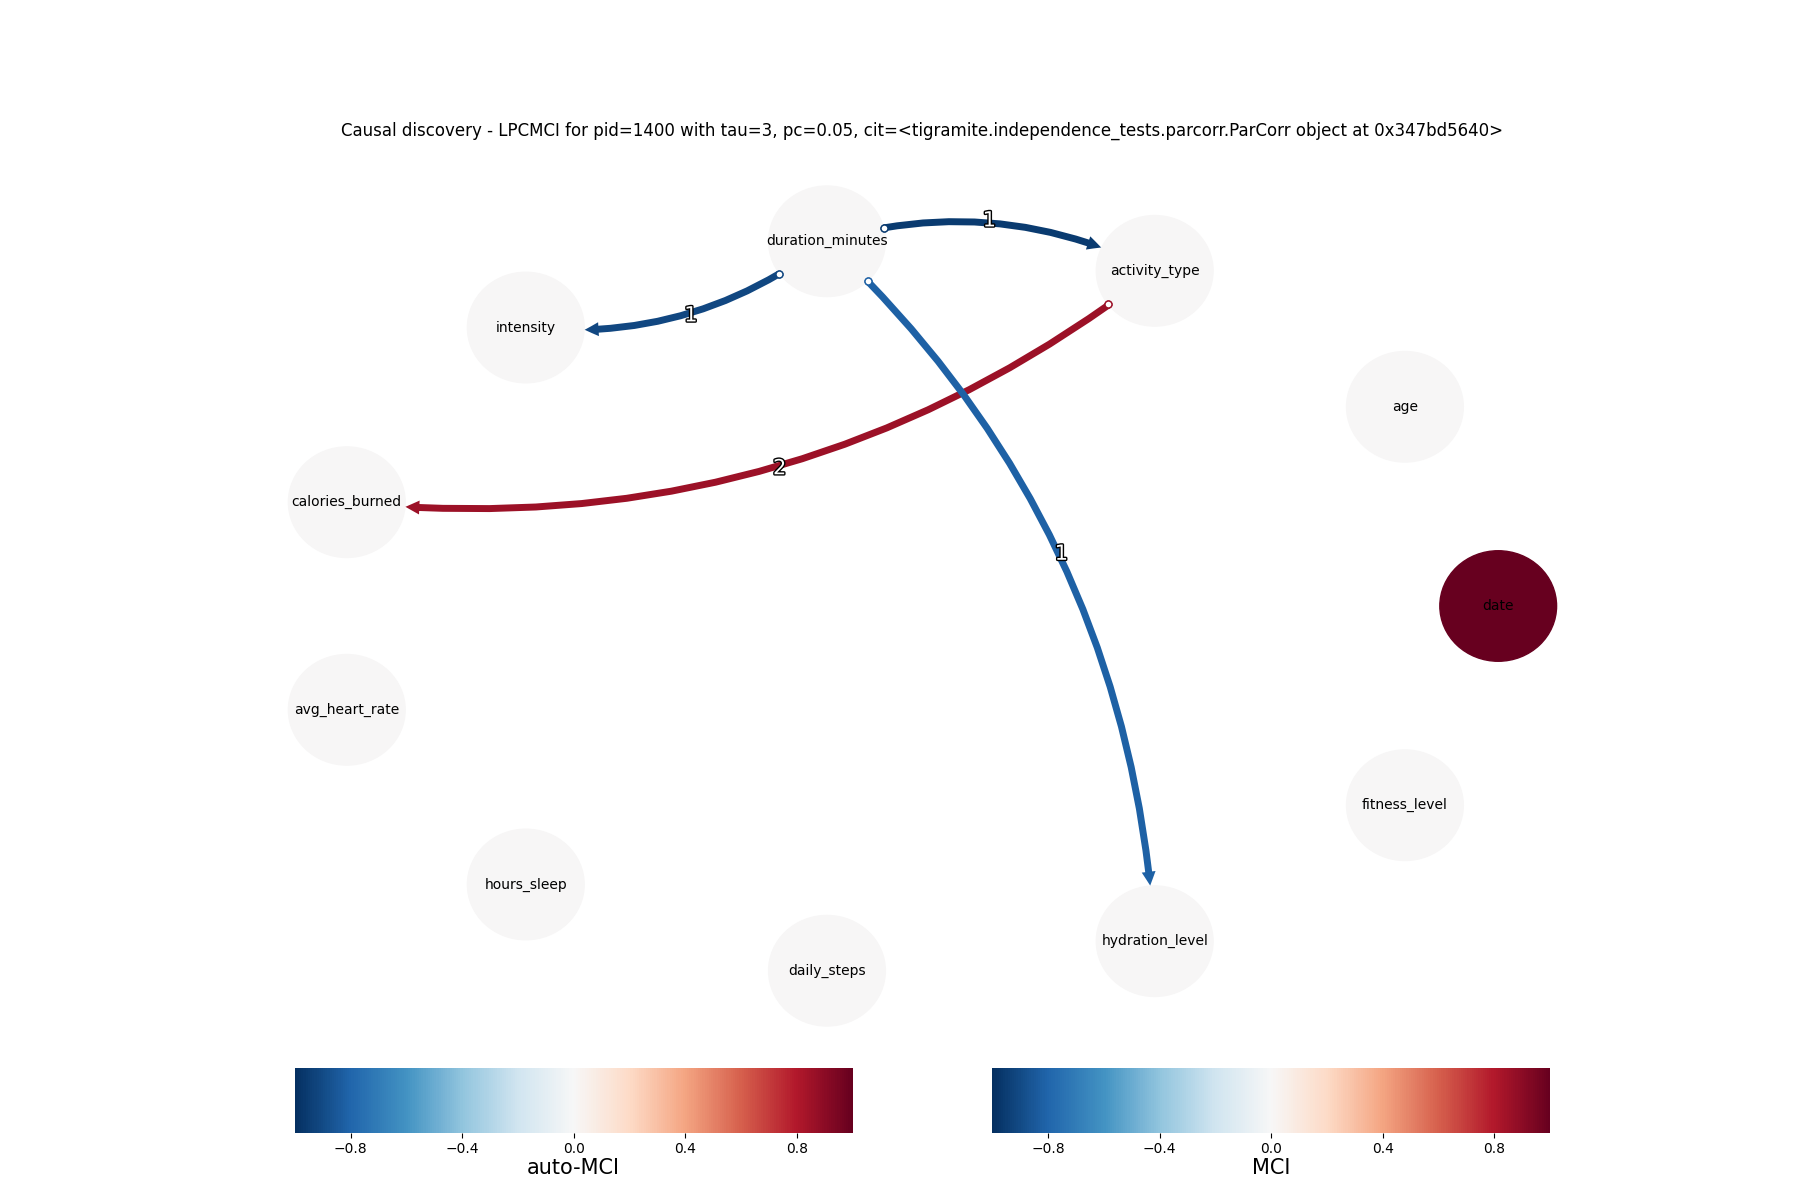 Causal discovery - LPCMCI for pid=1400 with tau=3, pc=0.05, cit=<tigramite.independence_tests.parcorr.ParCorr object at 0x347bd5640>
1
duration_minutes
activity_type
1
intensity
age
2
calories_burned
1
date
avg_heart_rate
fitness_level
hours_sleep
hydration_level
daily_steps
−0.8 −0.4 0.0 0.4 0.8
auto-MCI
−0.8 −0.4 0.0 0.4 0.8
MCI